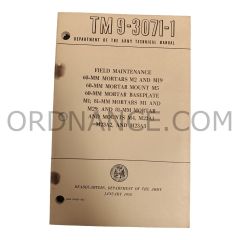 TM 9-3071-1
DEPARTMENT OF THE ARMY TECHNICAL MANUAL
FIELD MAINTENANCE
60-MM MORTARS M2 AND M19
60-MM MORTAR MOUNT M5
60-MM MORTAR BASEPLATE
M1; 81-MM MORTARS M1 AND
M29; AND 81-MM MORTAR
AND MOUNTS M4, M23A1
M23A2, AND M23A3
ORDNANCE.COM
HEADQUARTERS, DEPARTMENT OF THE ARMY
JANUARY